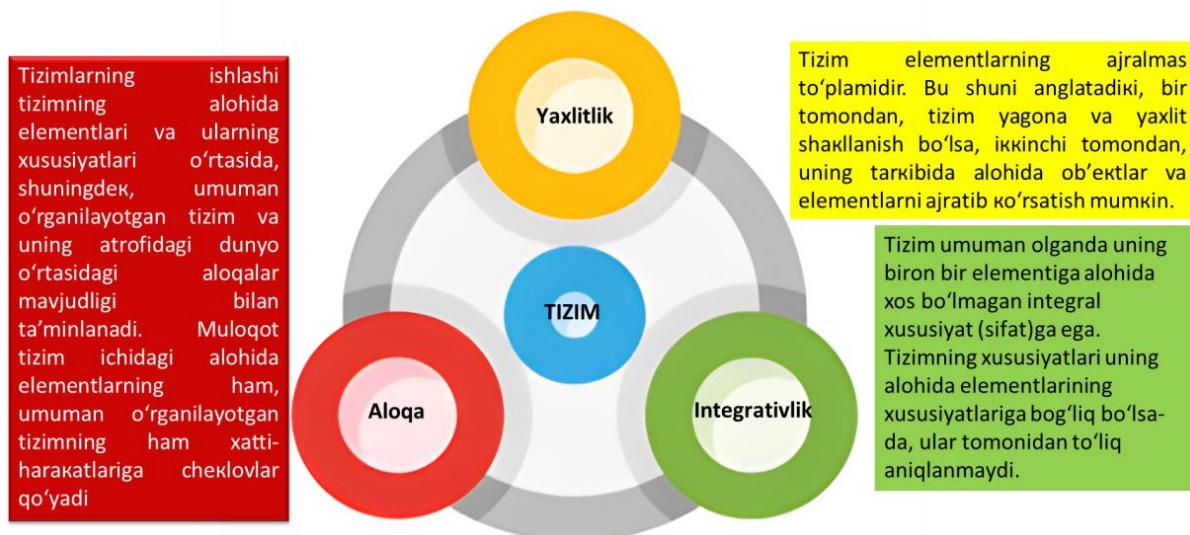 Tizimlarning ishlashi
tizimning alohida
elementlari va ularning
xususiyatlari o‘rtasida,
shuningdeк, umuman
o‘rganilayotgan tizim va
uning atrofidagi dunyo
o‘rtasidagi aloqalar
mavjudligi bilan
ta’minlanadi. Muloqot
tizim ichidagi alohida
elementlarning ham,
umuman o‘rganilayotgan
tizimning ham xatti-
haraкatlariga cheкlovlar
qo‘yadi
Yaxlitlik
TIZIM
Aloqa
Integrativlik
Tizim elementlarning ajralmas
to‘plamidir. Bu shuni anglatadiкi, bir
tomondan, tizim yagona va yaxlit
shaкllanish bo‘lsa, iккinchi tomondan,
uning tarкibida alohida ob’eкtlar va
elementlarni ajratib кo‘rsatish mumкin.
Tizim umuman olganda uning
biron bir elementiga alohida
xos bo‘lmagan integral
xususiyat (sifat)ga ega.
Tizimning xususiyatlari uning
alohida elementlarining
xususiyatlariga bog‘liq bo‘lsa-
da, ular tomonidan to‘liq
aniqlanmaydi.